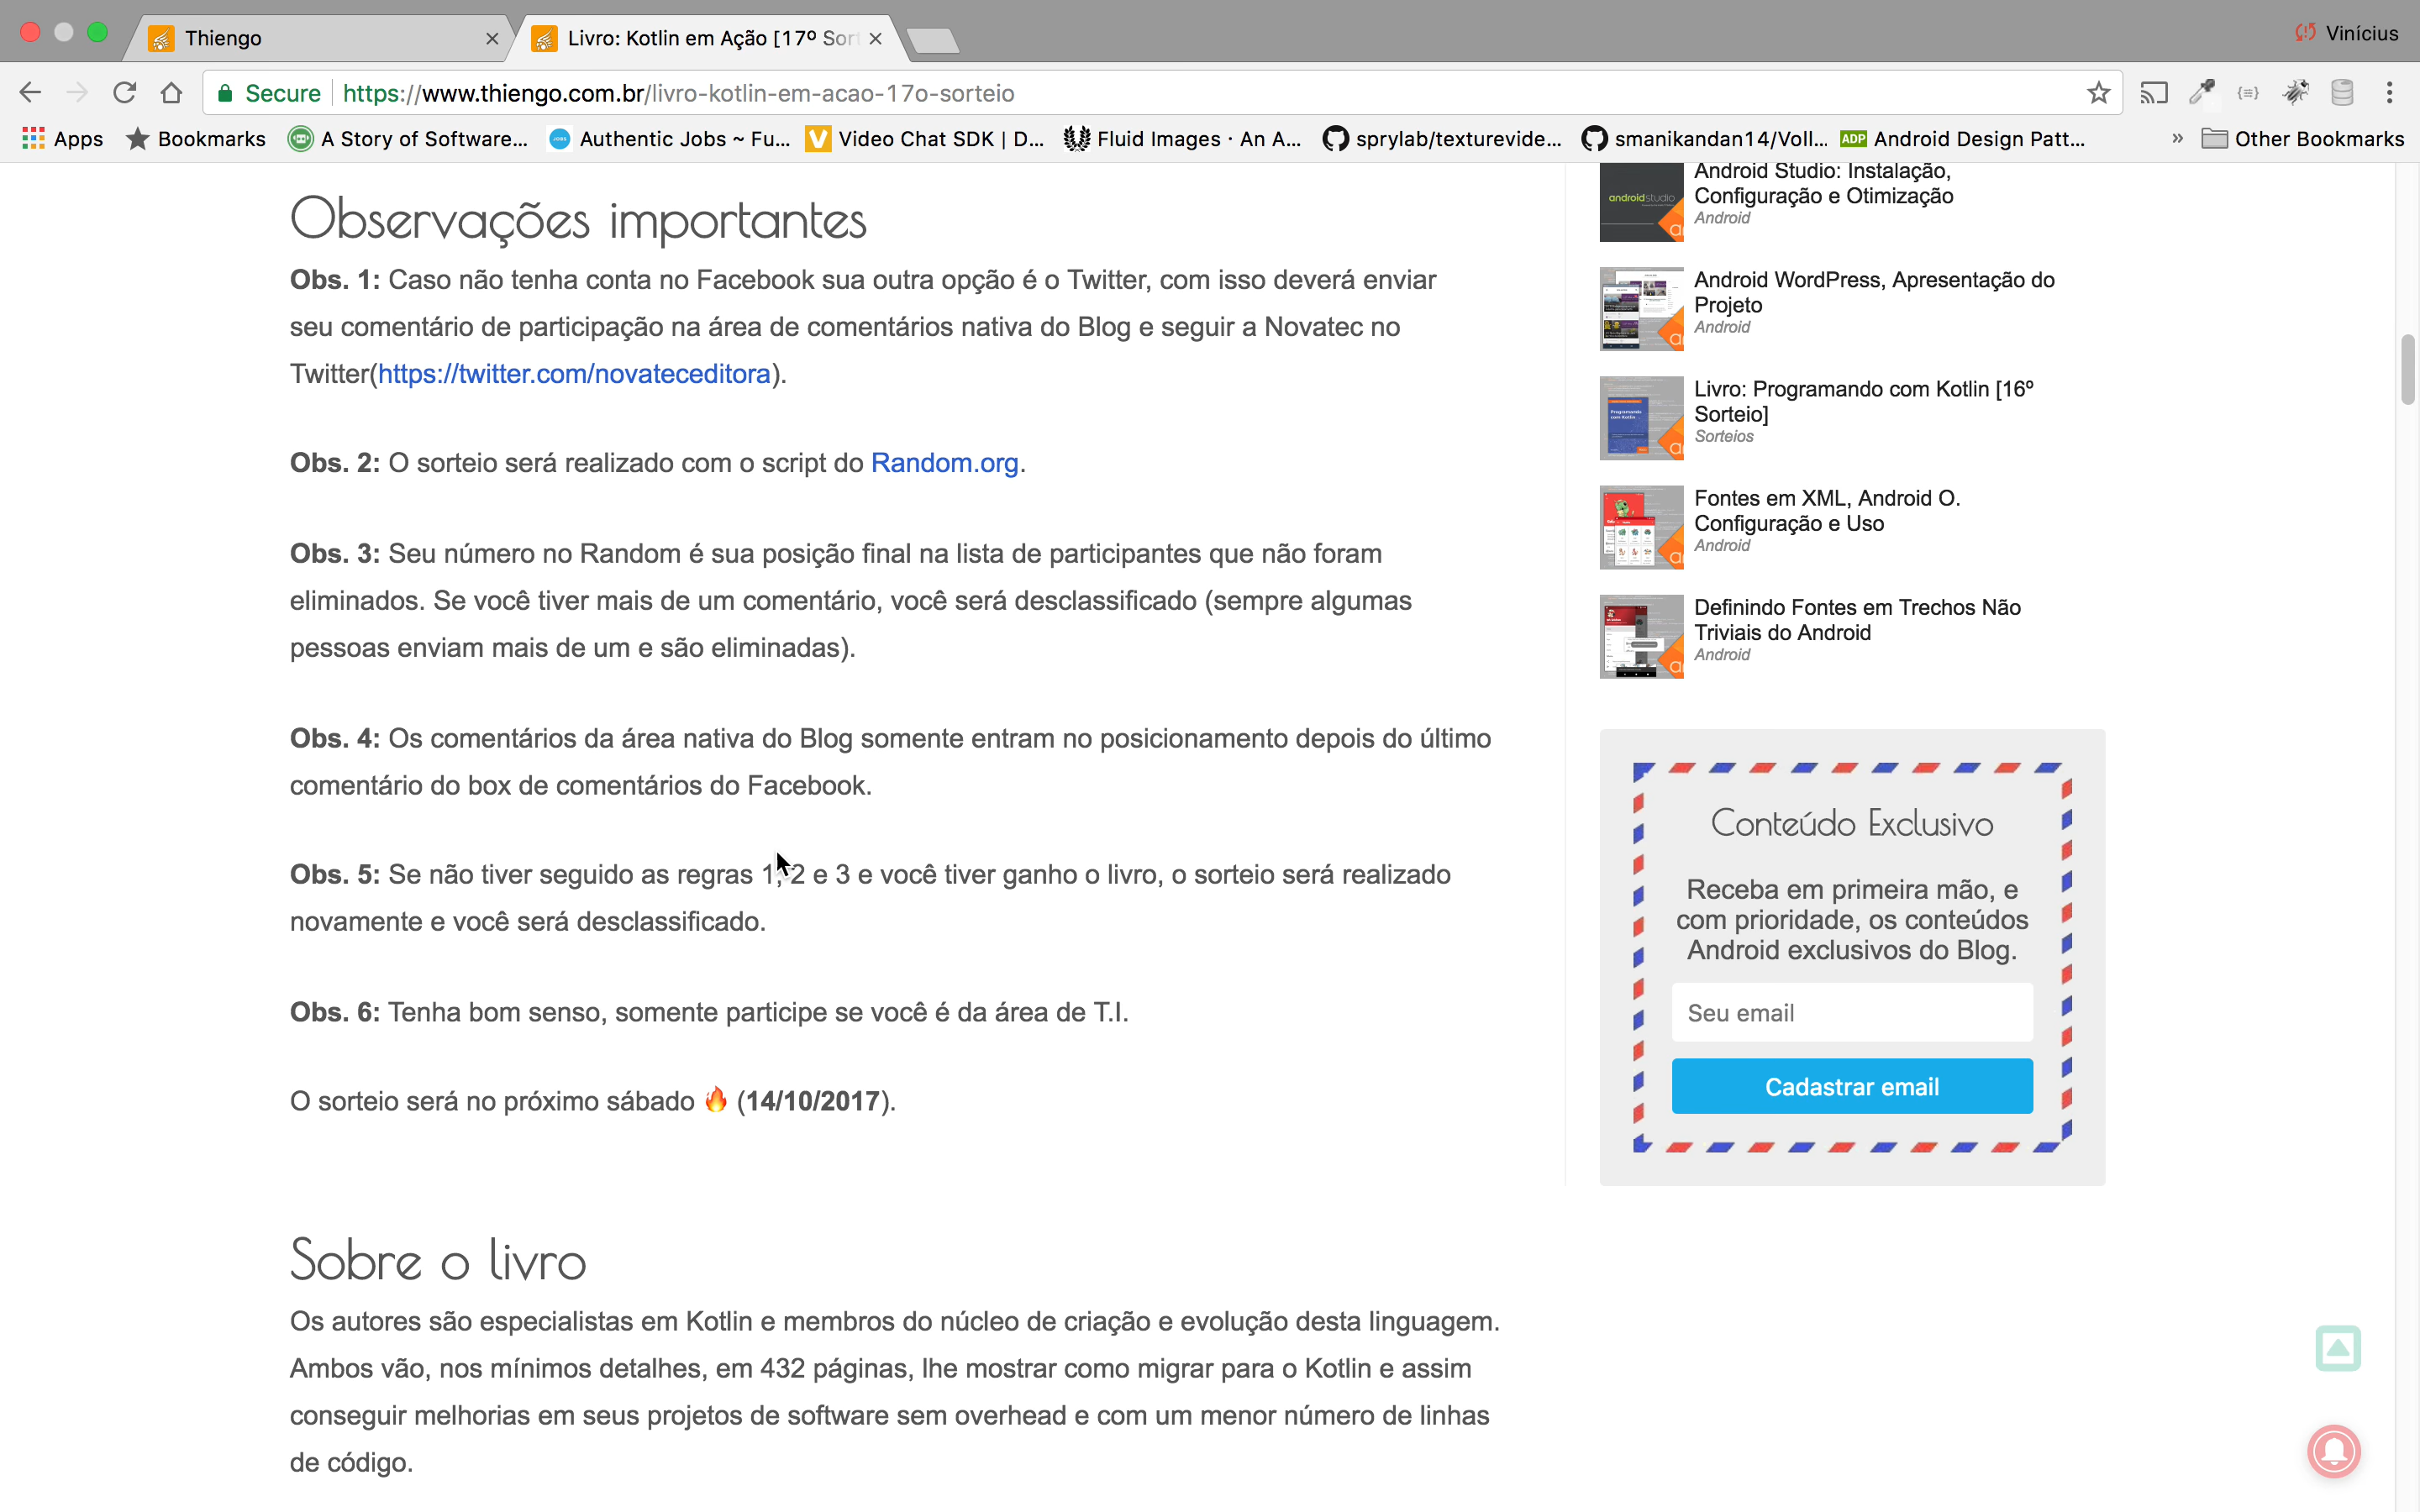 Thiengo
Livro: Kotlin em Ação [17º Sort
Vinícius
Secure
https://www.thiengo.com.br/livro-kotlin-em-acao-17o-sorteio
Apps
Bookmarks
A Story of Software...
Authentic Jobs ~ Fu...
Video Chat SDK | D...
Fluid Images · An A...
sprylab/texturevide...
smanikandan14/Voll...
ADP
Android Design Patt...
»
Other Bookmarks
Observações importantes
Obs. 1: Caso não tenha conta no Facebook sua outra opção é o Twitter, com isso deverá enviar
seu comentário de participação na área de comentários nativa do Blog e seguir a Novatec no
Twitter(https://twitter.com/novateceditora).
Obs. 2: O sorteio será realizado com o script do Random.org.
Obs. 3: Seu número no Random é sua posição final na lista de participantes que não foram
eliminados. Se você tiver mais de um comentário, você será desclassificado (sempre algumas
pessoas enviam mais de um e são eliminadas).
Obs. 4: Os comentários da área nativa do Blog somente entram no posicionamento depois do último
comentário do box de comentários do Facebook.
Obs. 5: Se não tiver seguido as regras 1, 2 e 3 e você tiver ganho o livro, o sorteio será realizado
novamente e você será desclassificado.
Obs. 6: Tenha bom senso, somente participe se você é da área de T.I.
O sorteio será no próximo sábado 🔥 (14/10/2017).
Sobre o livro
Os autores são especialistas em Kotlin e membros do núcleo de criação e evolução desta linguagem.
Ambos vão, nos mínimos detalhes, em 432 páginas, lhe mostrar como migrar para o Kotlin e assim
conseguir melhorias em seus projetos de software sem overhead e com um menor número de linhas
de código.
androidstudio
Android Studio: Instalação,
Configuração e Otimização
Android
Android WordPress, Apresentação do
Projeto
Android
Programando
com Kotlin
Livro: Programando com Kotlin [16º
Sorteio]
Sorteios
Fontes em XML, Android O.
Configuração e Uso
Android
Definindo Fontes em Trechos Não
Triviais do Android
Android
Conteúdo Exclusivo
Receba em primeira mão, e
com prioridade, os conteúdos
Android exclusivos do Blog.
Seu email
Cadastrar email